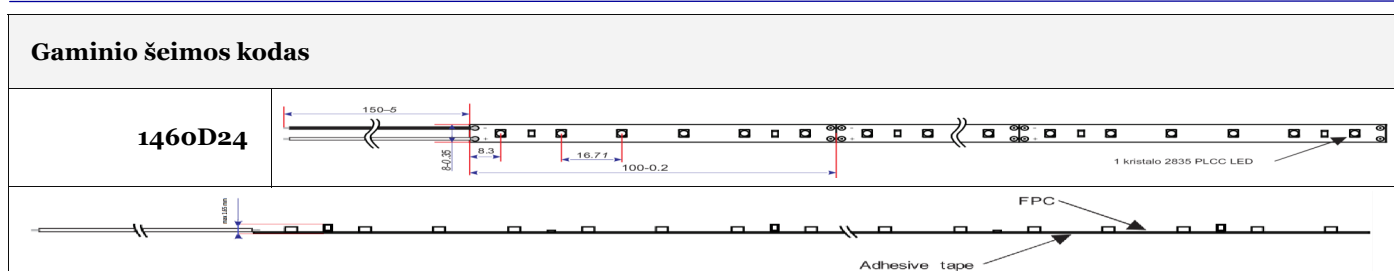 Gaminio šeimos kodas
1460D24
150–5
8-0.35
8.3
16.71
100-0.2
1 kristalo 2835 PLCC LED
FPC
Adhesive tape